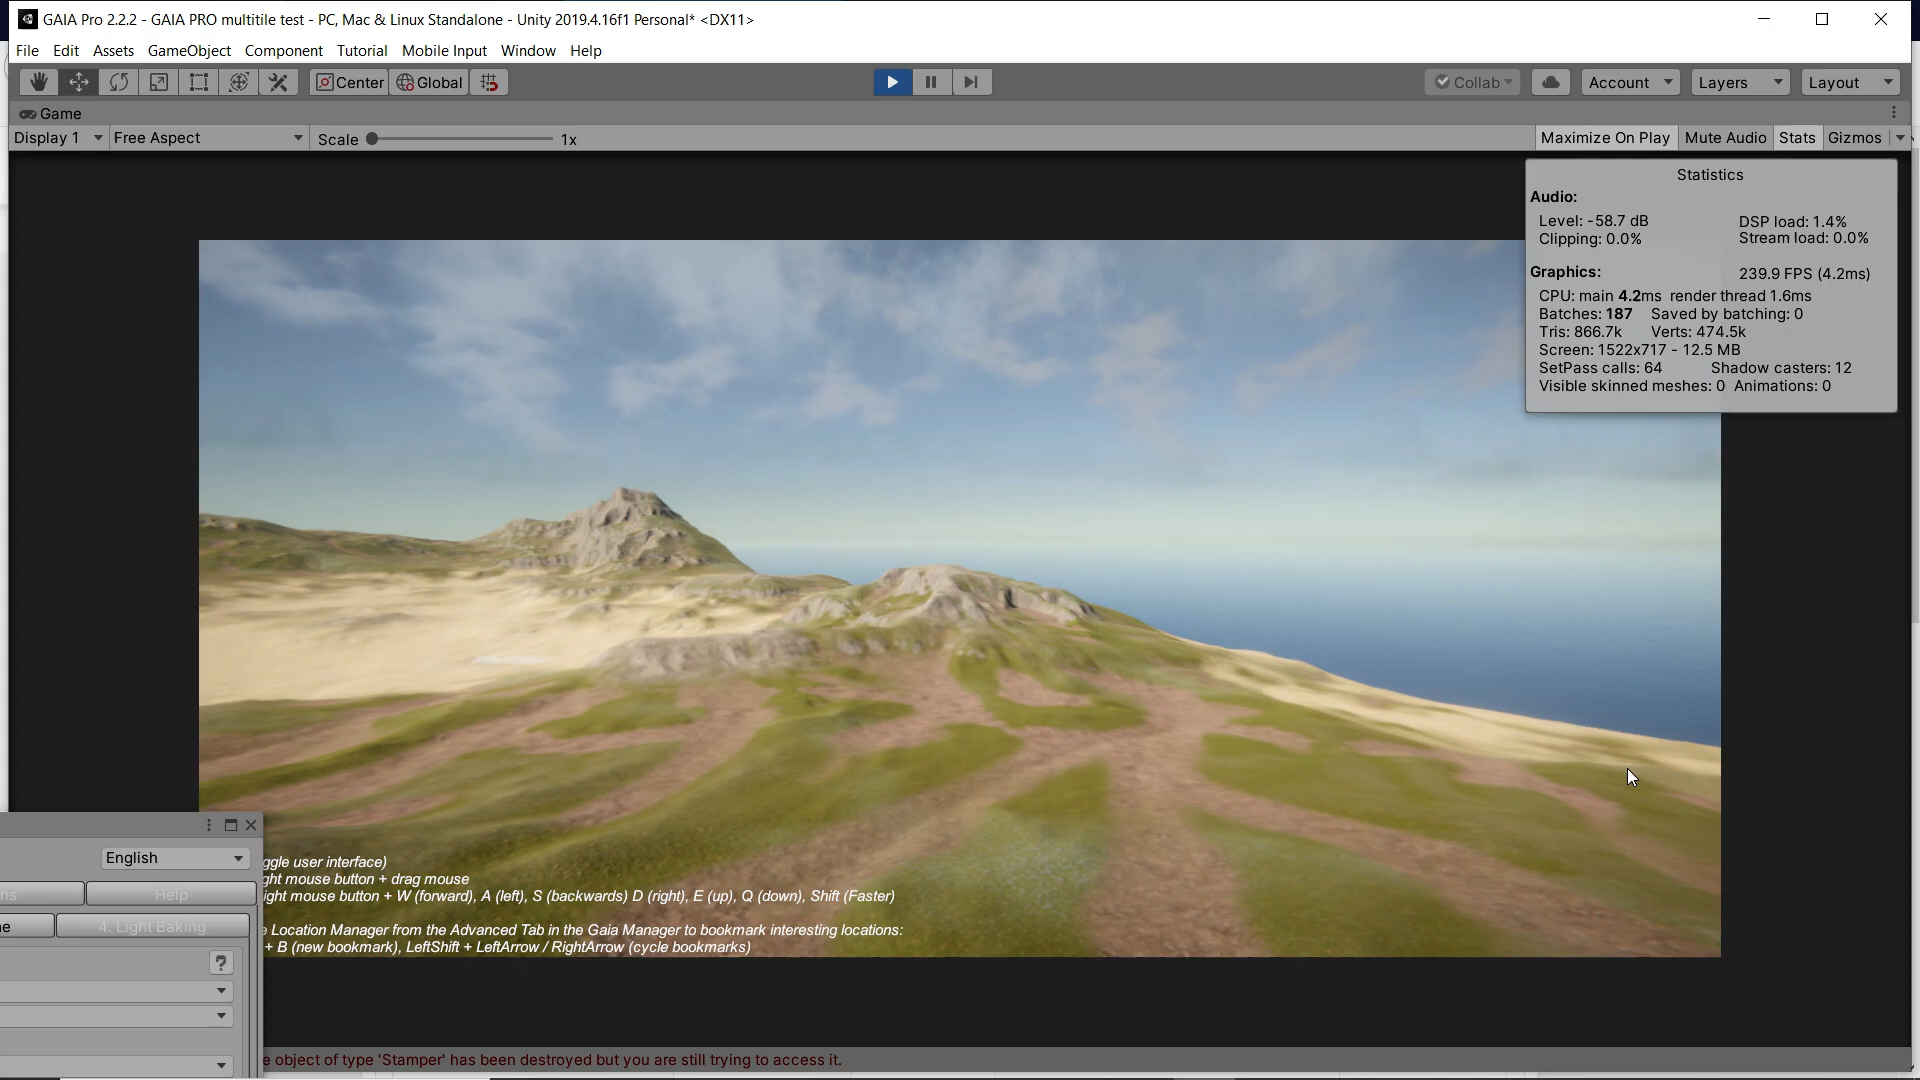 GAIA Pro 2.2.2 - GAIA PRO multitile test - PC, Mac & Linux Standalone - Unity 2019.4.16f1 Personal* <DX11>
File Edit Assets GameObject Component Tutorial Mobile Input Window Help
Center Global Collab Account Layers Layout
Game
Display 1 Free Aspect Scale 1x Maximize On Play Mute Audio Stats Gizmos
Statistics
Audio:
Level: -58.7 dB DSP load: 1.4%
Clipping: 0.0% Stream load: 0.0%
Graphics: 239.9 FPS (4.2ms)
CPU: main 4.2ms render thread 1.6ms
Batches: 187 Saved by batching: 0
Tris: 866.7k Verts: 474.5k
Screen: 1522x717 - 12.5 MB
SetPass calls: 64 Shadow casters: 12
Visible skinned meshes: 0 Animations: 0
English
ns Help
e 4. Light Baking
?
ggle user interface)
ght mouse button + drag mouse
ight mouse button + W (forward), A (left), S (backwards) D (right), E (up), Q (down), Shift (Faster)
e Location Manager from the Advanced Tab in the Gaia Manager to bookmark interesting locations:
+ B (new bookmark), LeftShift + LeftArrow / RightArrow (cycle bookmarks)
e object of type 'Stamper' has been destroyed but you are still trying to access it.